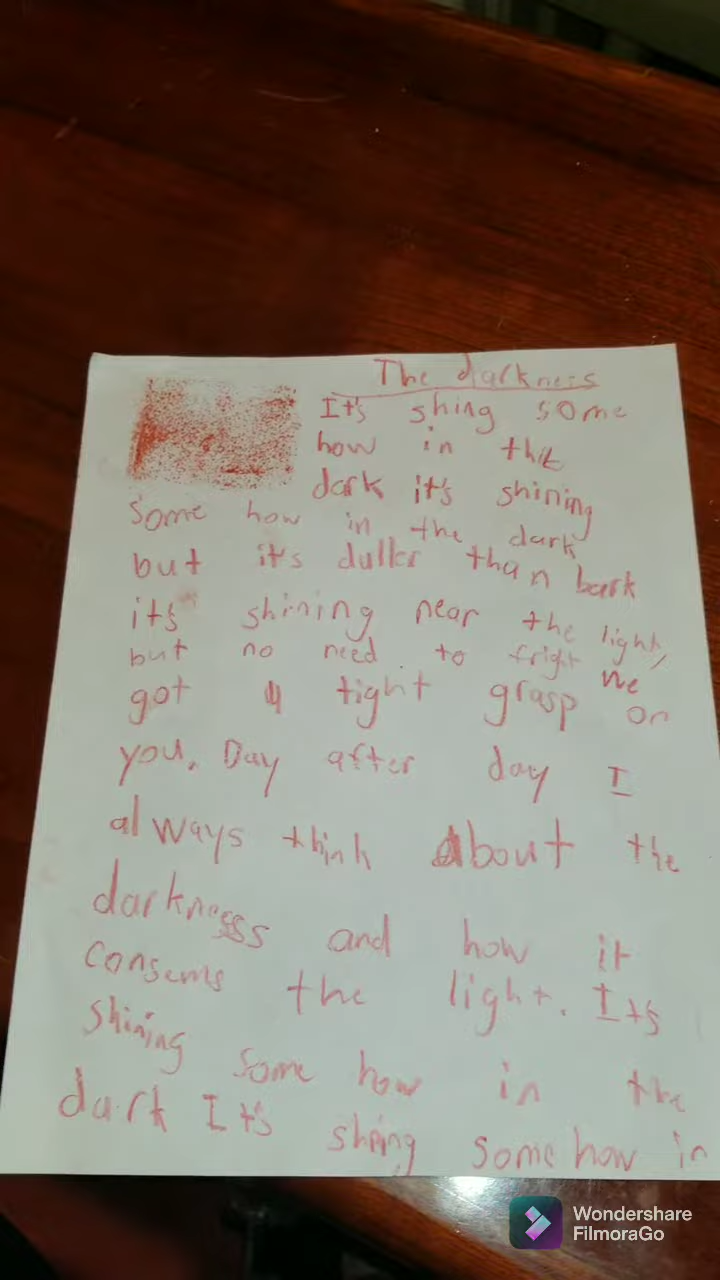 The darkness
It's shing some
how in the
dark it's shining
some how in the dark
but it's duller than bark
it's shining near the light,
but no need to fright we
got a tight grasp on
you. Day after day I
always think About the
darkness and how it
consems the light. It's
shining some how in the
dark It's shing some how in
Wondershare
FilmoraGo